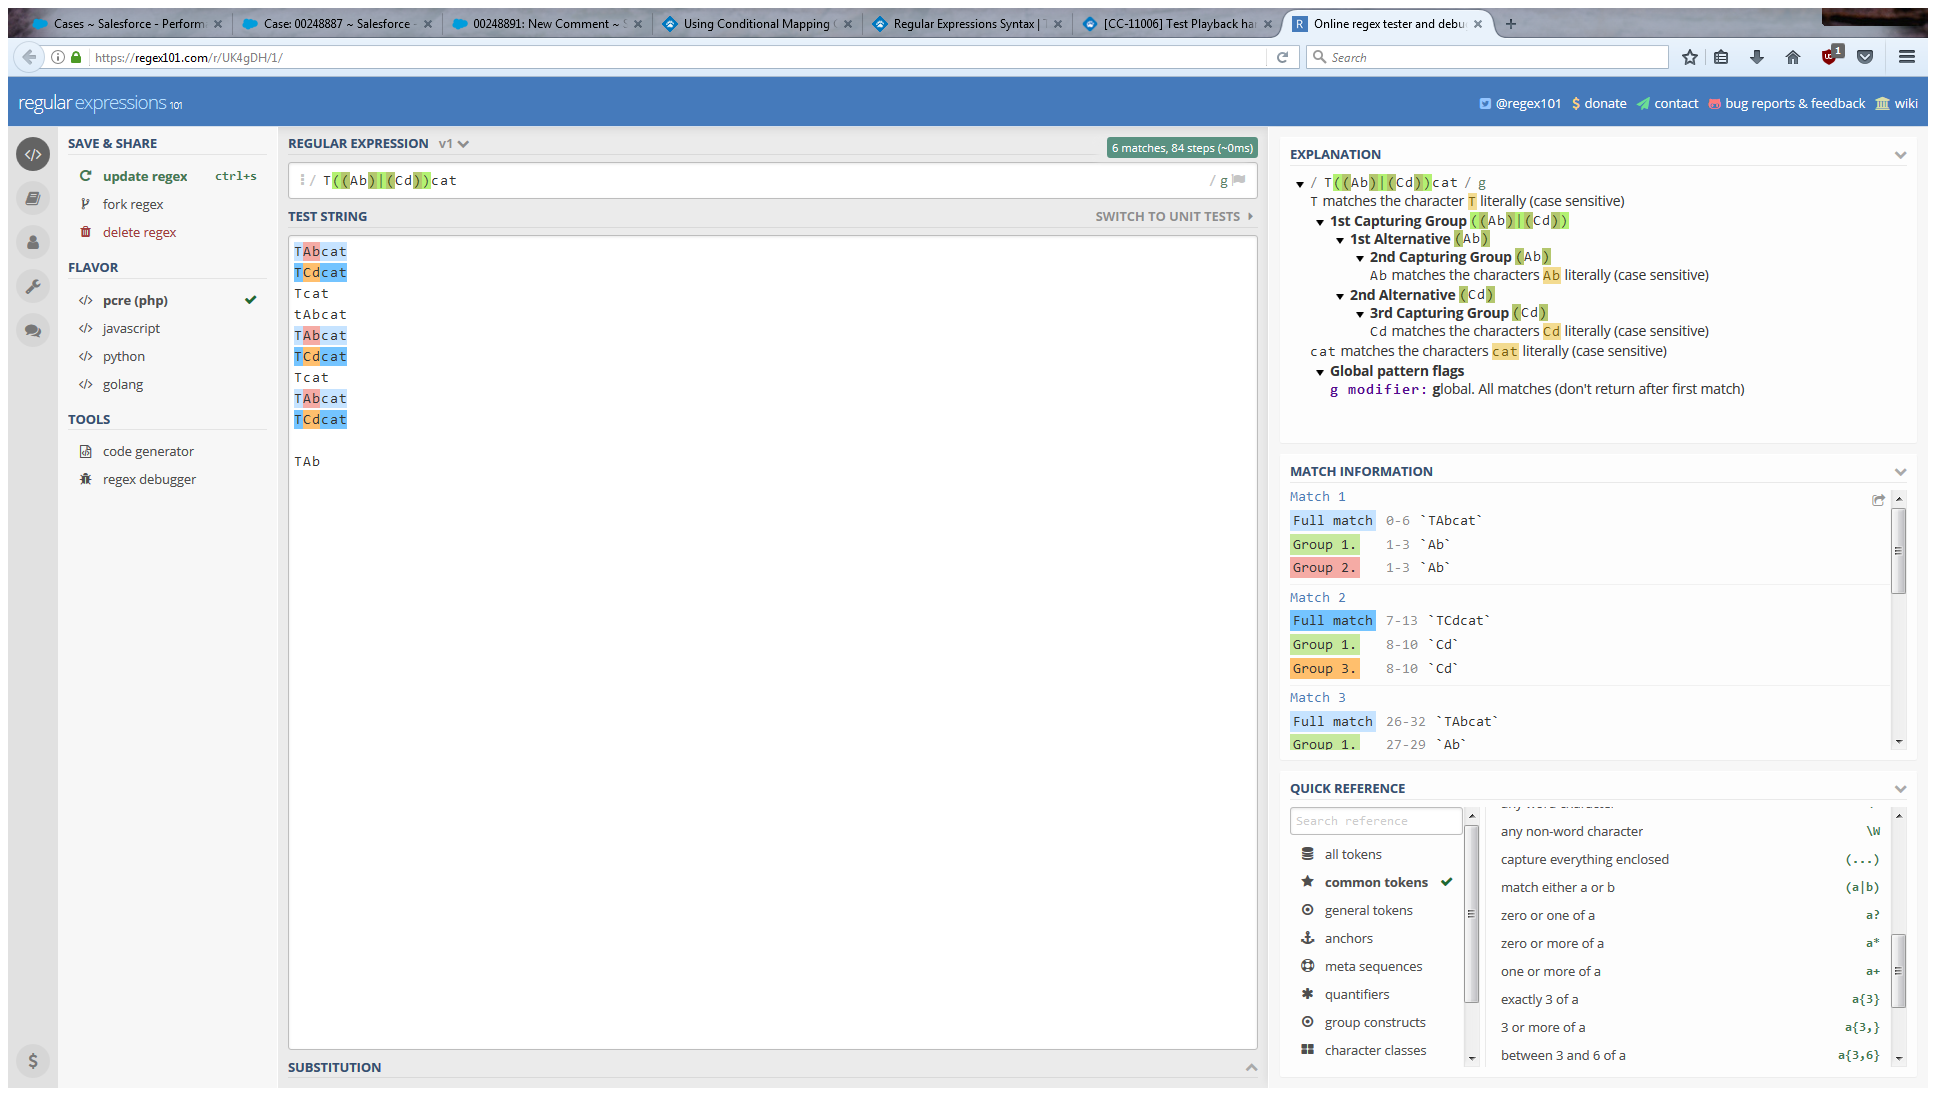 Cases ~ Salesforce - Perform
Case: 00248887 ~ Salesforce -
00248891: New Comment ~ S
Using Conditional Mapping
Regular Expressions Syntax | T
[CC-11006] Test Playback ha
Online regex tester and debu
https://regex101.com/r/UK4gDH/1/
Search
1
regular expressions 101
@regex101
$ donate
contact
bug reports & feedback
wiki
SAVE & SHARE
update regex ctrl+s
fork regex
delete regex
FLAVOR
</> pcre (php)
</> javascript
</> python
</> golang
TOOLS
code generator
regex debugger
$
REGULAR EXPRESSION v1
6 matches, 84 steps (~0ms)
/ T((Ab)|(Cd))cat / g
TEST STRING
SWITCH TO UNIT TESTS
TAbcat
TCdcat
Tcat
tAbcat
TAbcat
TCdcat
Tcat
TAbcat
TCdcat
TAb
SUBSTITUTION
EXPLANATION
/ T((Ab)|(Cd))cat / g
T matches the character T literally (case sensitive)
1st Capturing Group ((Ab)|(Cd))
1st Alternative (Ab)
2nd Capturing Group (Ab)
Ab matches the characters Ab literally (case sensitive)
2nd Alternative (Cd)
3rd Capturing Group (Cd)
Cd matches the characters Cd literally (case sensitive)
cat matches the characters cat literally (case sensitive)
Global pattern flags
g modifier: global. All matches (don't return after first match)
MATCH INFORMATION
Match 1
Full match 0-6 `TAbcat`
Group 1. 1-3 `Ab`
Group 2. 1-3 `Ab`
Match 2
Full match 7-13 `TCdcat`
Group 1. 8-10 `Cd`
Group 3. 8-10 `Cd`
Match 3
Full match 26-32 `TAbcat`
Group 1. 27-29 `Ab`
QUICK REFERENCE
Search reference
all tokens
common tokens
general tokens
anchors
meta sequences
quantifiers
group constructs
character classes
any word character
any non-word character \W
capture everything enclosed (...)
match either a or b (a|b)
zero or one of a a?
zero or more of a a*
one or more of a a+
exactly 3 of a a{3}
3 or more of a a{3,}
between 3 and 6 of a a{3,6}